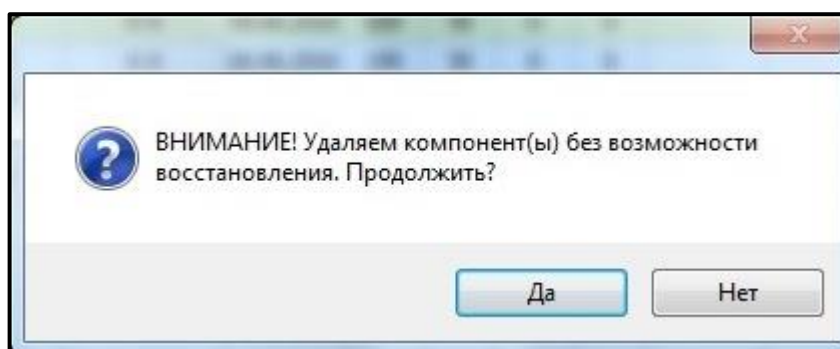 ВНИМАНИЕ! Удаляем компонент(ы) без возможности
восстановления. Продолжить?
Да
Нет